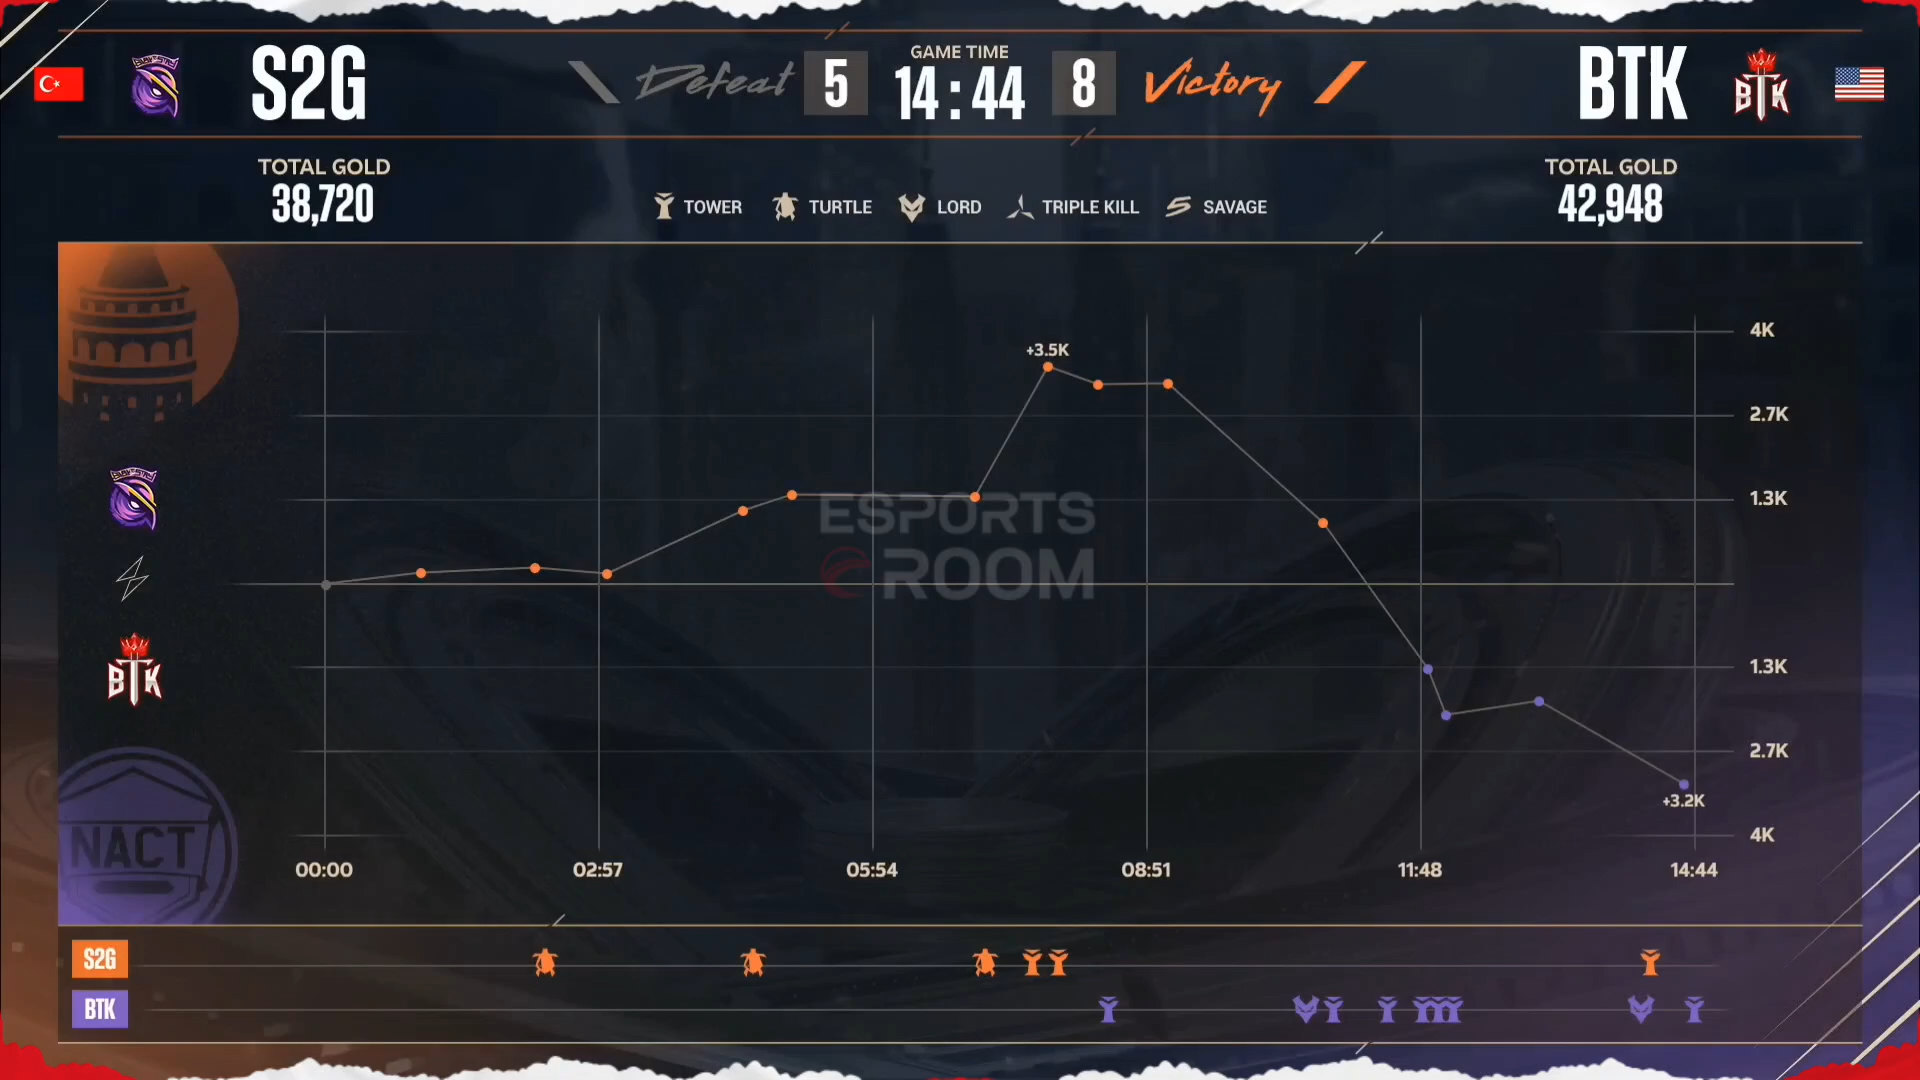 S2G
Defeat
5
GAME TIME
14:44
8
Victory
BTK
BTK
TOTAL GOLD
38,720
TOWER
TURTLE
LORD
TRIPLE KILL
SAVAGE
TOTAL GOLD
42,948
4K
+3.5K
2.7K
1.3K
ESPORTS
ROOM
BTK
1.3K
2.7K
+3.2K
4K
NACT
00:00
02:57
05:54
08:51
11:48
14:44
S2G
BTK